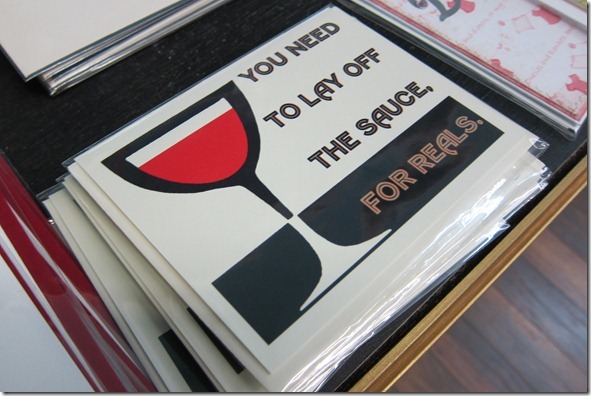 YOU NEED
TO LAY OFF
THE SAUCE,
FOR REALS.